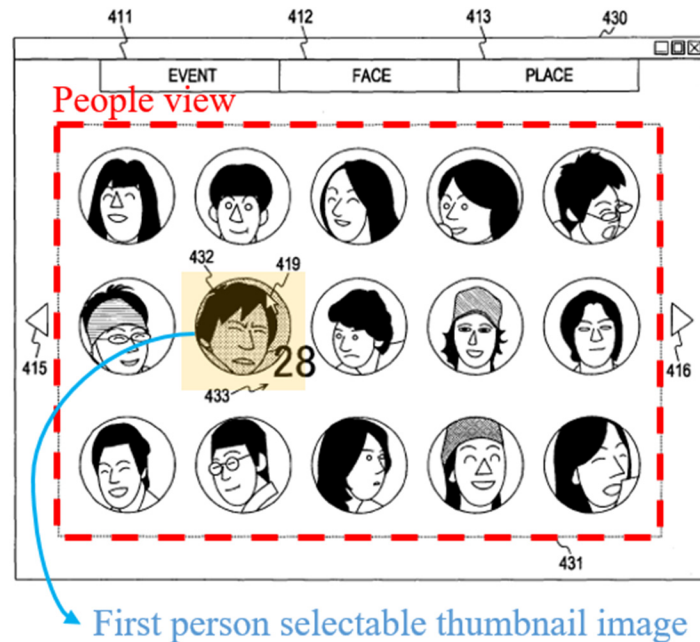 411 412 413 430
EVENT FACE PLACE
People view
432 419
415 28 416
433
431
First person selectable thumbnail image